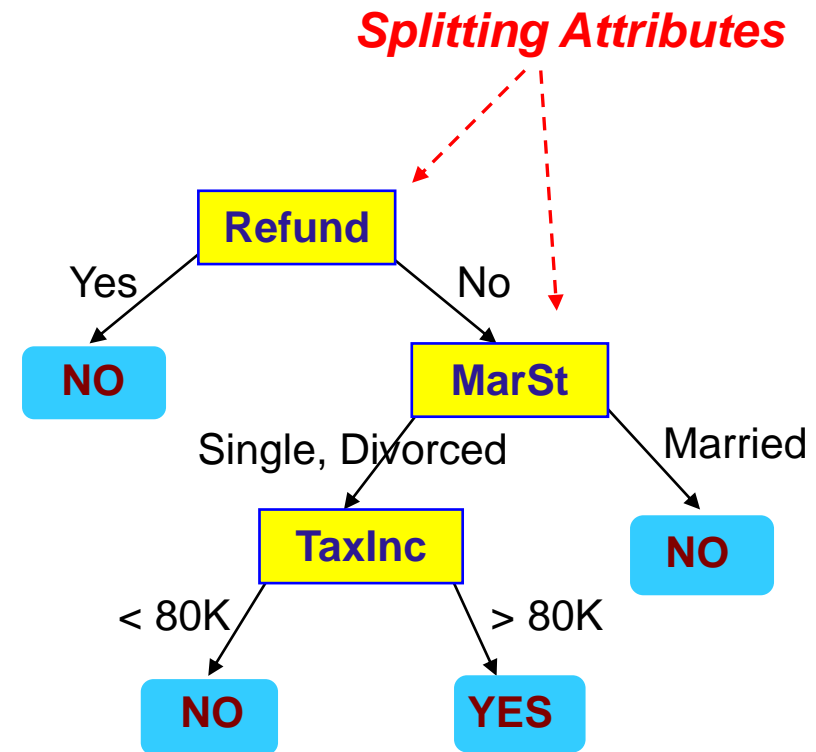 Splitting Attributes
Refund
Yes
No
NO
MarSt
Single, Divorced
Married
TaxInc
NO
< 80K
> 80K
NO
YES